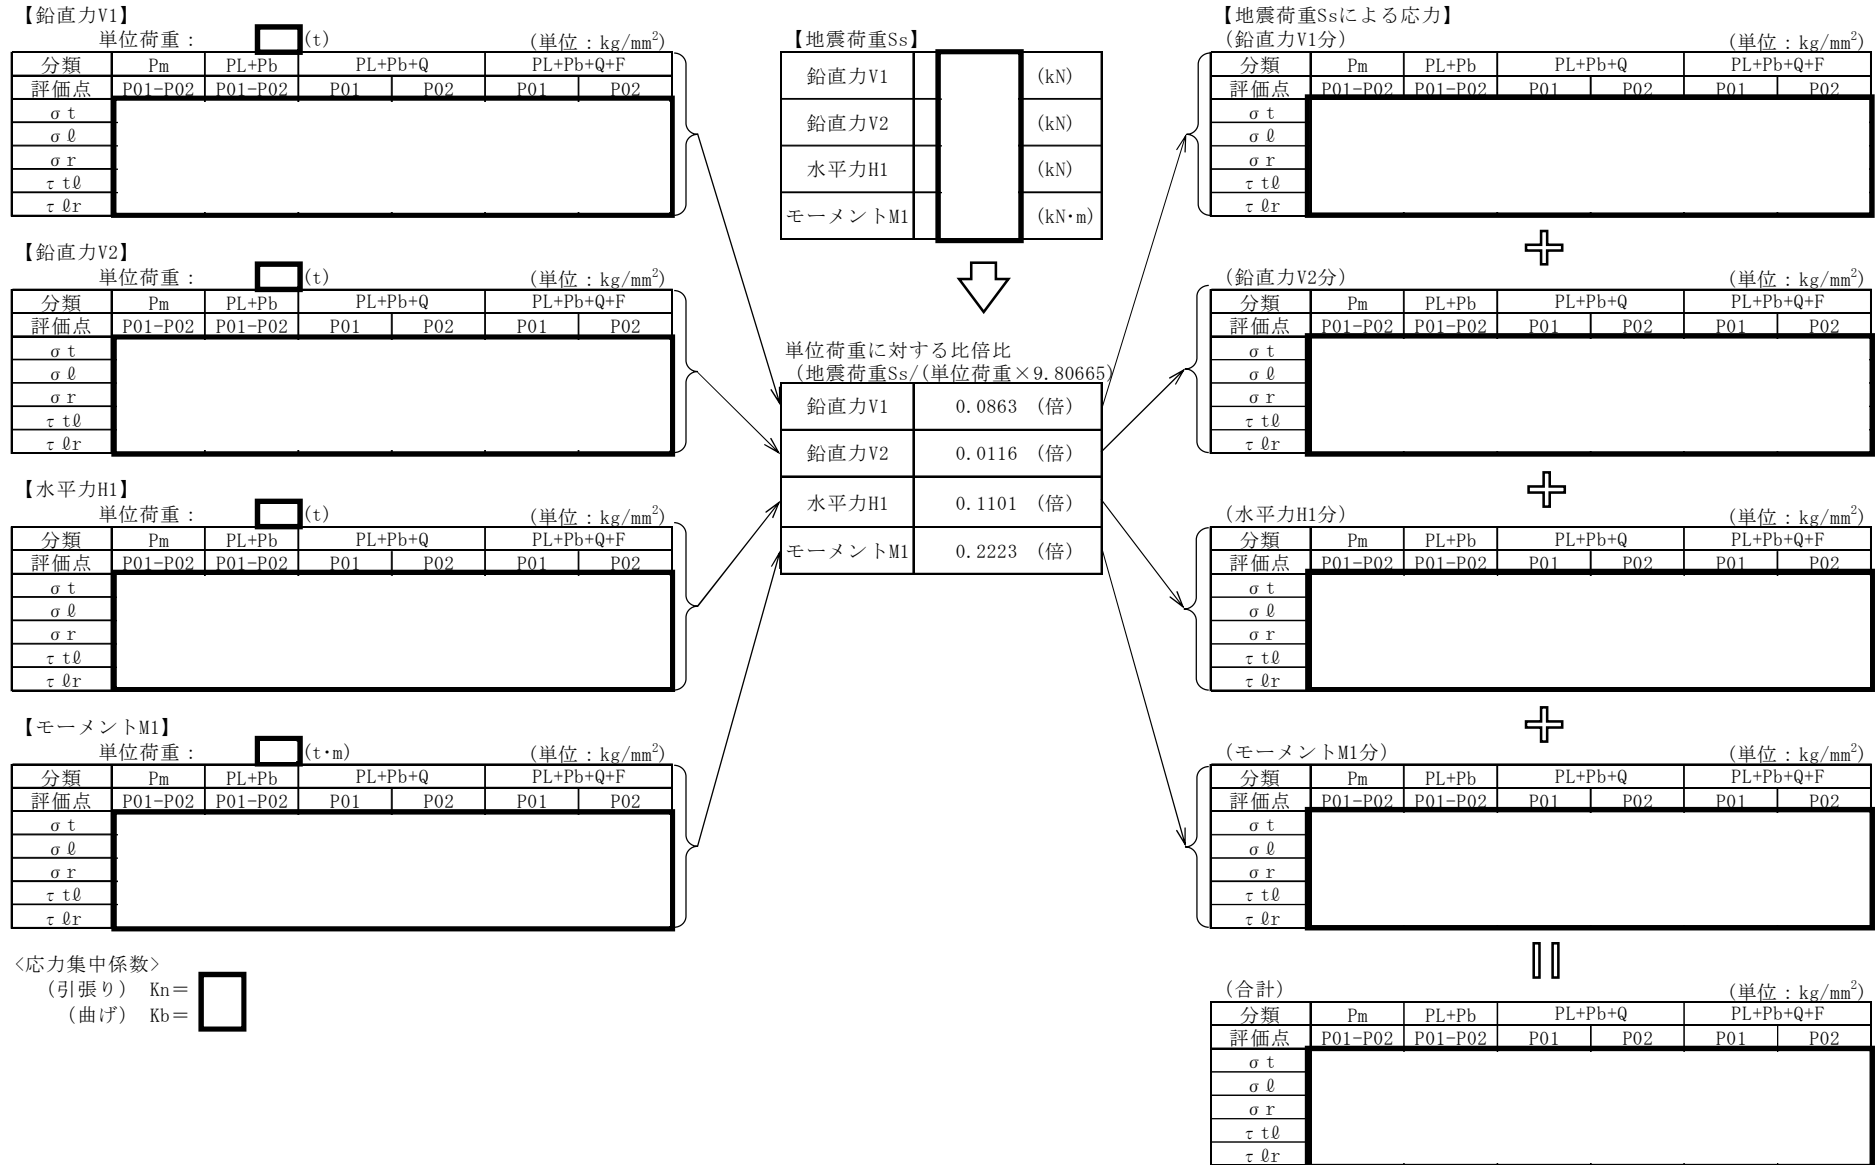 【鉛直力V1】
単位荷重： (t) (単位：kg/mm²)
分類 Pm PL+Pb PL+Pb+Q PL+Pb+Q+F
評価点 P01-P02 P01-P02 P01 P02 P01 P02
σt
σℓ
σr
τtℓ
τℓr
【鉛直力V2】
単位荷重： (t) (単位：kg/mm²)
分類 Pm PL+Pb PL+Pb+Q PL+Pb+Q+F
評価点 P01-P02 P01-P02 P01 P02 P01 P02
σt
σℓ
σr
τtℓ
τℓr
【水平力H1】
単位荷重： (t) (単位：kg/mm²)
分類 Pm PL+Pb PL+Pb+Q PL+Pb+Q+F
評価点 P01-P02 P01-P02 P01 P02 P01 P02
σt
σℓ
σr
τtℓ
τℓr
【モーメントM1】
単位荷重： (t･m) (単位：kg/mm²)
分類 Pm PL+Pb PL+Pb+Q PL+Pb+Q+F
評価点 P01-P02 P01-P02 P01 P02 P01 P02
σt
σℓ
σr
τtℓ
τℓr
<応力集中係数>
(引張り) Kn＝
(曲げ) Kb＝
【地震荷重Ss】
鉛直力V1 (kN)
鉛直力V2 (kN)
水平力H1 (kN)
モーメントM1 (kN･m)
単位荷重に対する比倍比
(地震荷重Ss/(単位荷重×9.80665)
鉛直力V1 0.0863 (倍)
鉛直力V2 0.0116 (倍)
水平力H1 0.1101 (倍)
モーメントM1 0.2223 (倍)
【地震荷重Ssによる応力】
(鉛直力V1分) (単位：kg/mm²)
分類 Pm PL+Pb PL+Pb+Q PL+Pb+Q+F
評価点 P01-P02 P01-P02 P01 P02 P01 P02
σt
σℓ
σr
τtℓ
τℓr
(鉛直力V2分) (単位：kg/mm²)
分類 Pm PL+Pb PL+Pb+Q PL+Pb+Q+F
評価点 P01-P02 P01-P02 P01 P02 P01 P02
σt
σℓ
σr
τtℓ
τℓr
(水平力H1分) (単位：kg/mm²)
分類 Pm PL+Pb PL+Pb+Q PL+Pb+Q+F
評価点 P01-P02 P01-P02 P01 P02 P01 P02
σt
σℓ
σr
τtℓ
τℓr
(モーメントM1分) (単位：kg/mm²)
分類 Pm PL+Pb PL+Pb+Q PL+Pb+Q+F
評価点 P01-P02 P01-P02 P01 P02 P01 P02
σt
σℓ
σr
τtℓ
τℓr
(合計) (単位：kg/mm²)
分類 Pm PL+Pb PL+Pb+Q PL+Pb+Q+F
評価点 P01-P02 P01-P02 P01 P02 P01 P02
σt
σℓ
σr
τtℓ
τℓr